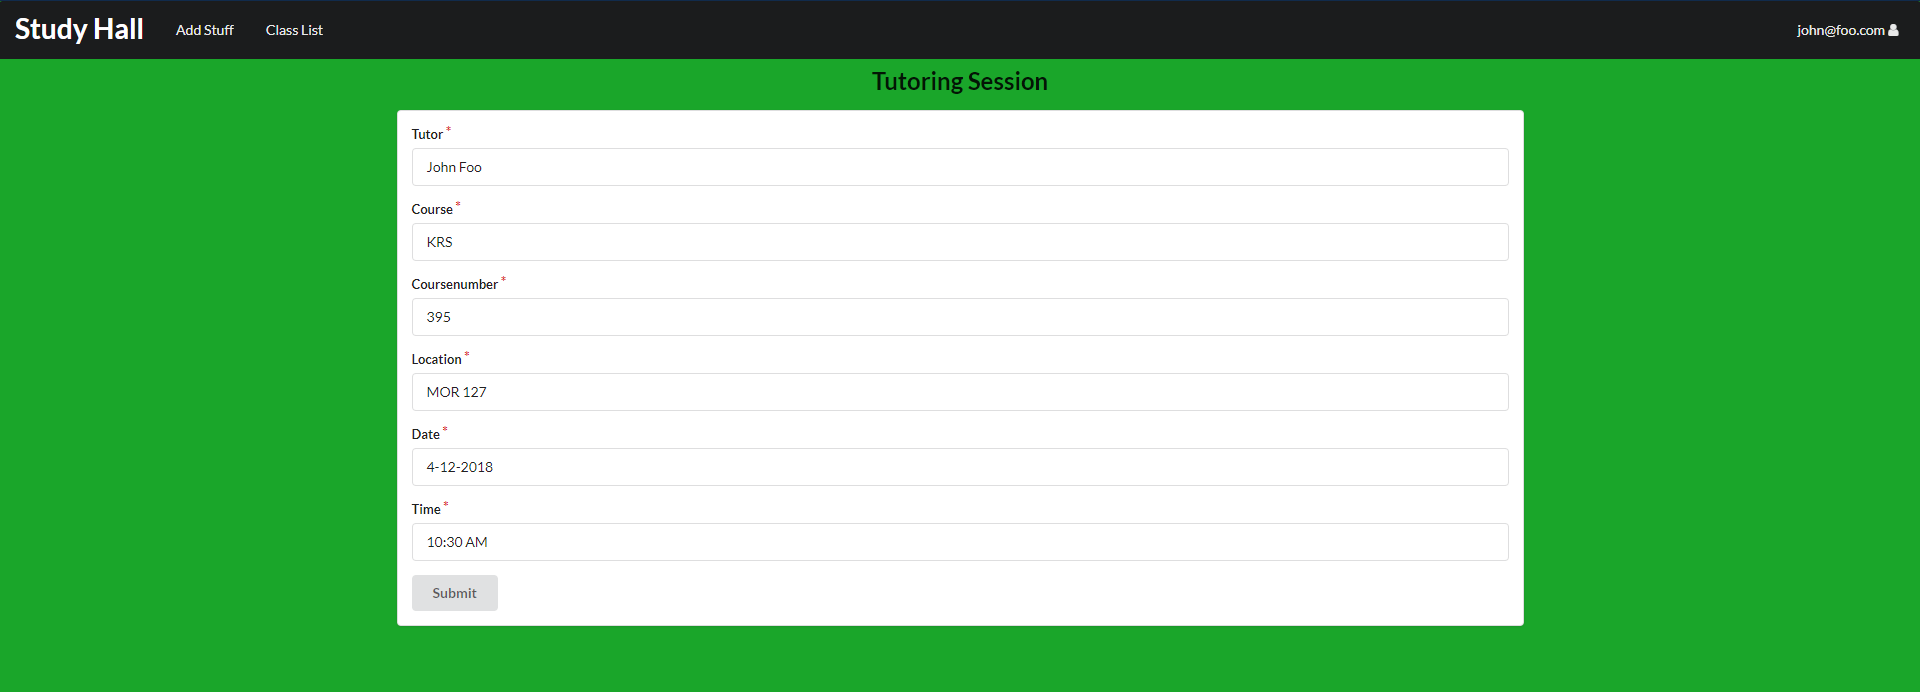 Study Hall Add Stuff Class List john@foo.com
Tutoring Session
Tutor *
John Foo
Course *
KRS
Coursenumber *
395
Location *
MOR 127
Date *
4-12-2018
Time *
10:30 AM
Submit